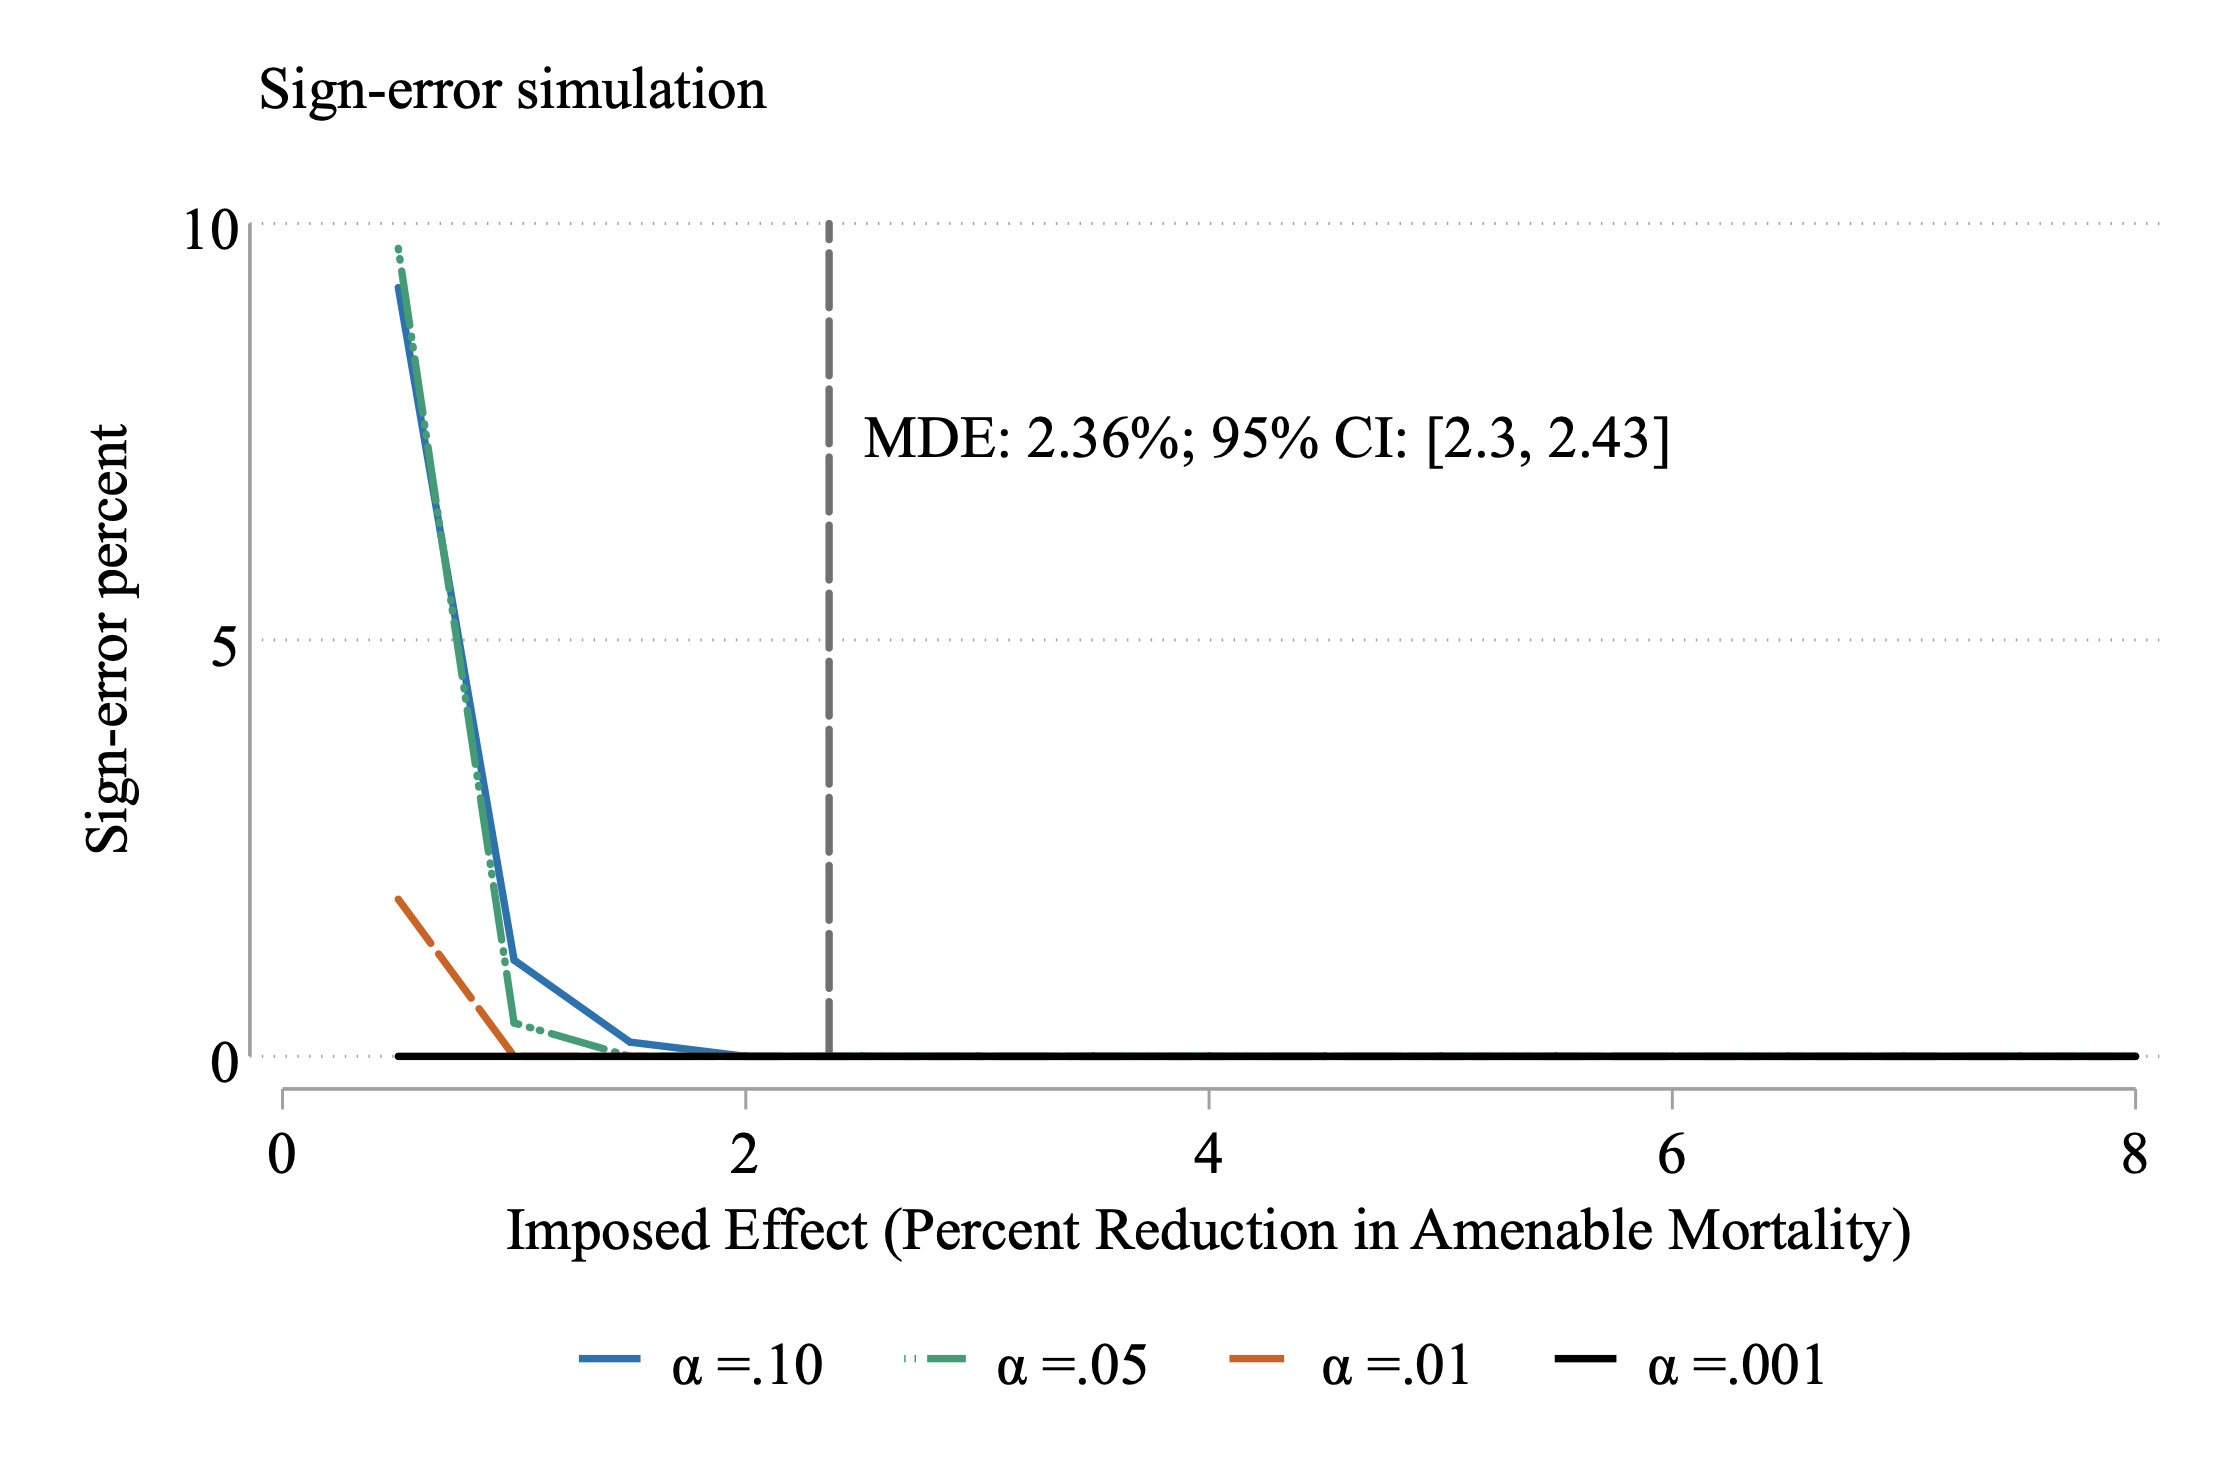 Sign-error simulation
10
5
0
Sign-error percent
MDE: 2.36%; 95% CI: [2.3, 2.43]
0 2 4 6 8
Imposed Effect (Percent Reduction in Amenable Mortality)
α =.10 α =.05 α =.01 α =.001